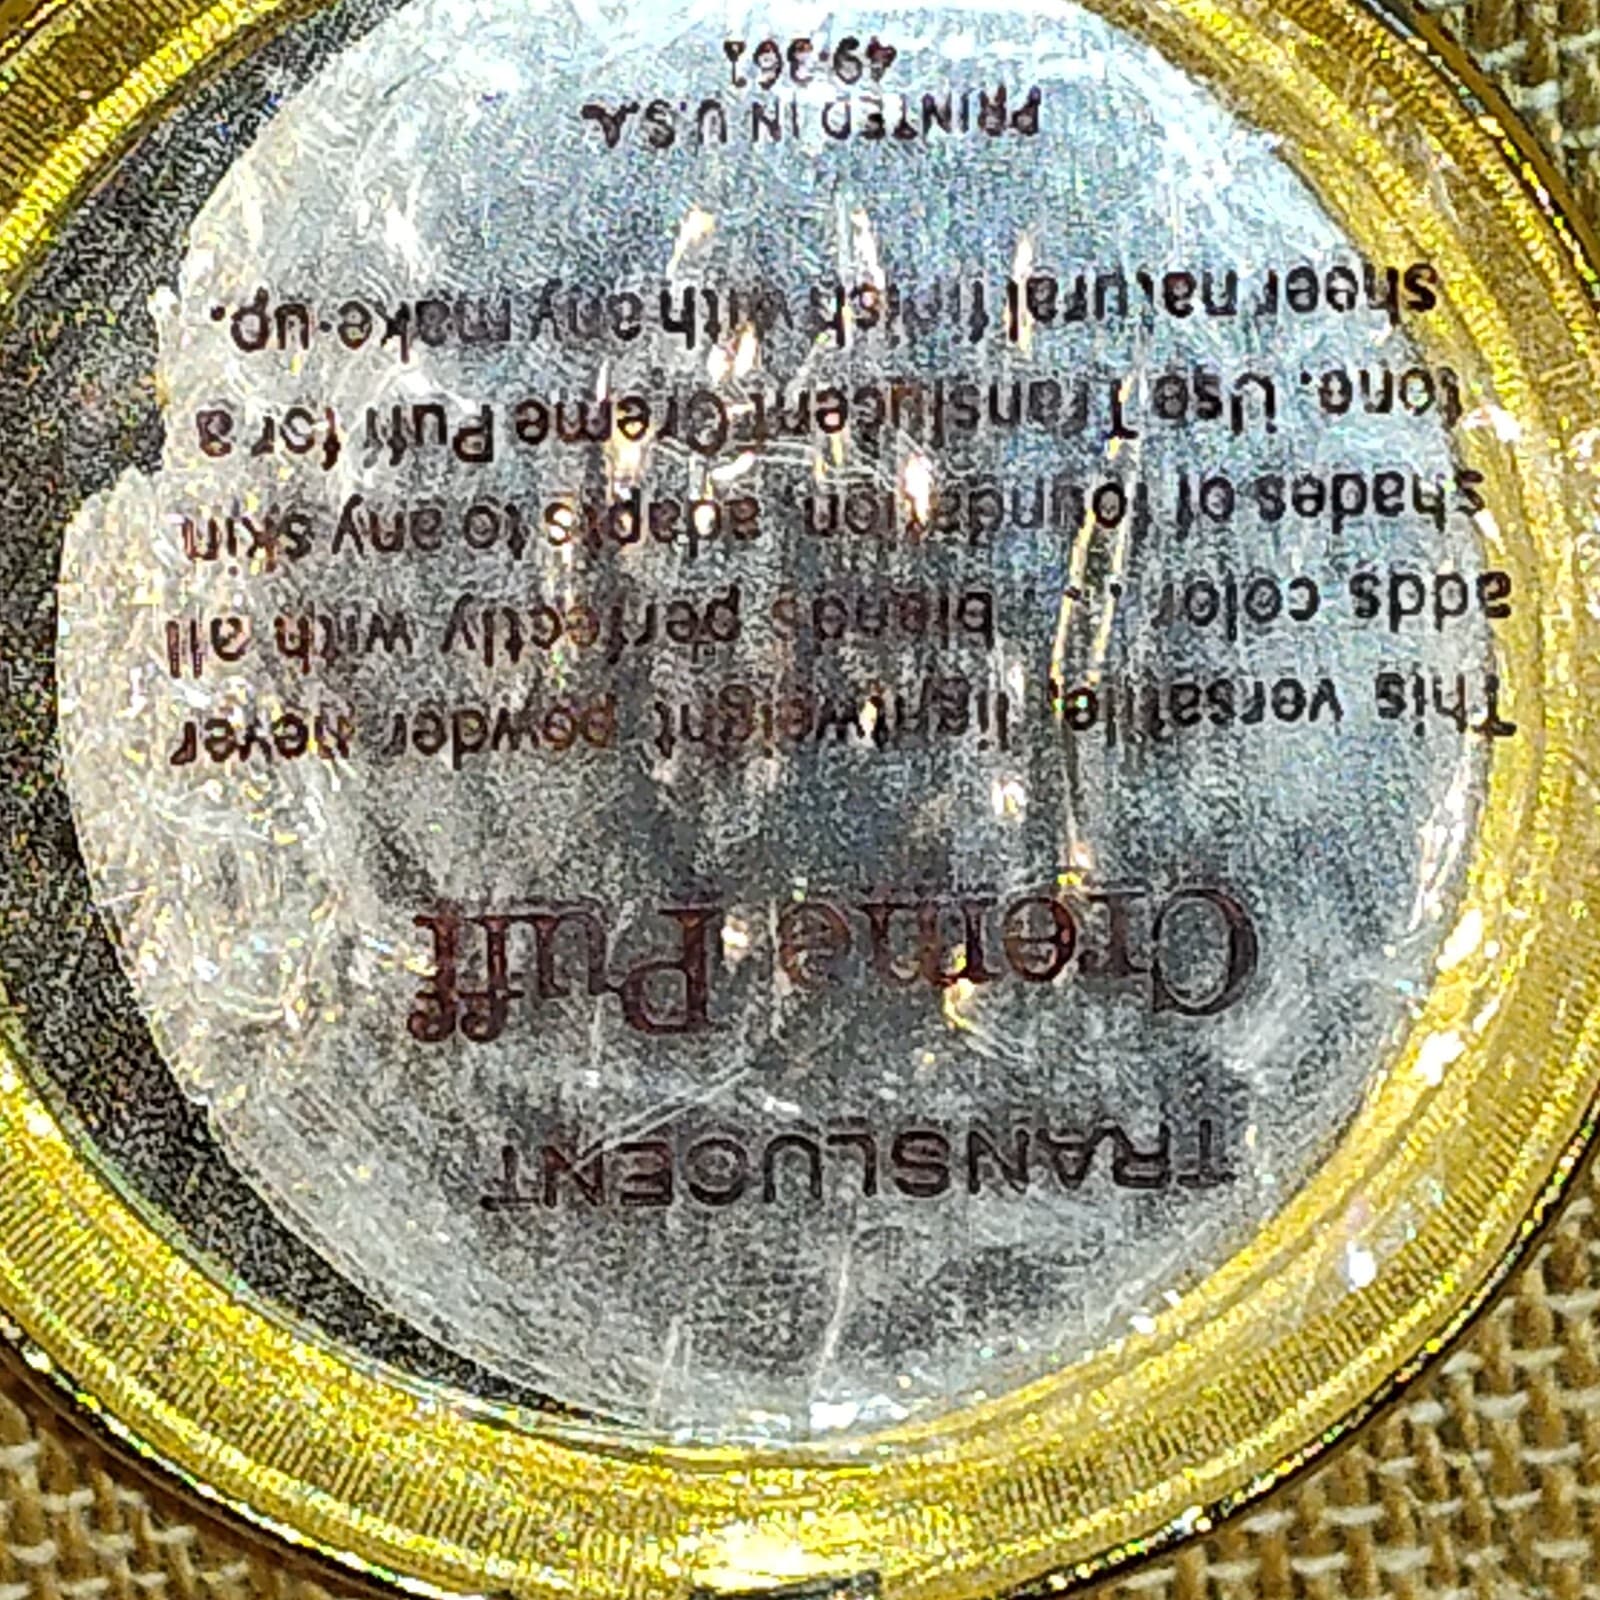 TRANSLUCENT
Creme Puff
This versatile, lightweight powder never
adds color . . . blends perfectly with all
shades of foundation, adapts to any skin
tone. Use Translucent Creme Puff for a
sheer natural finish with any make-up.
PRINTED IN U.S.A.
49-361